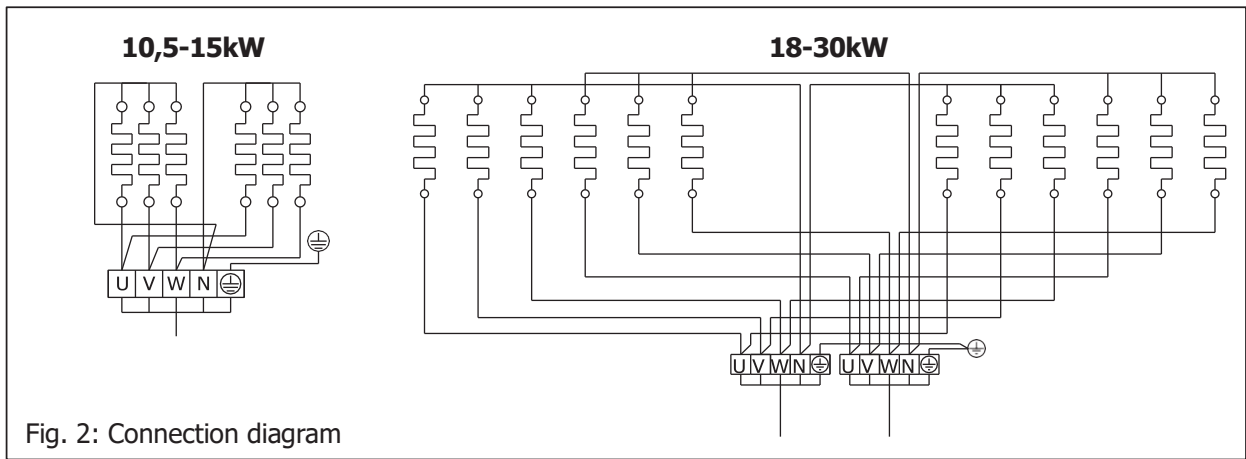 10,5-15kW
18-30kW
U V W N
U V W N
U V W N
Fig. 2: Connection diagram